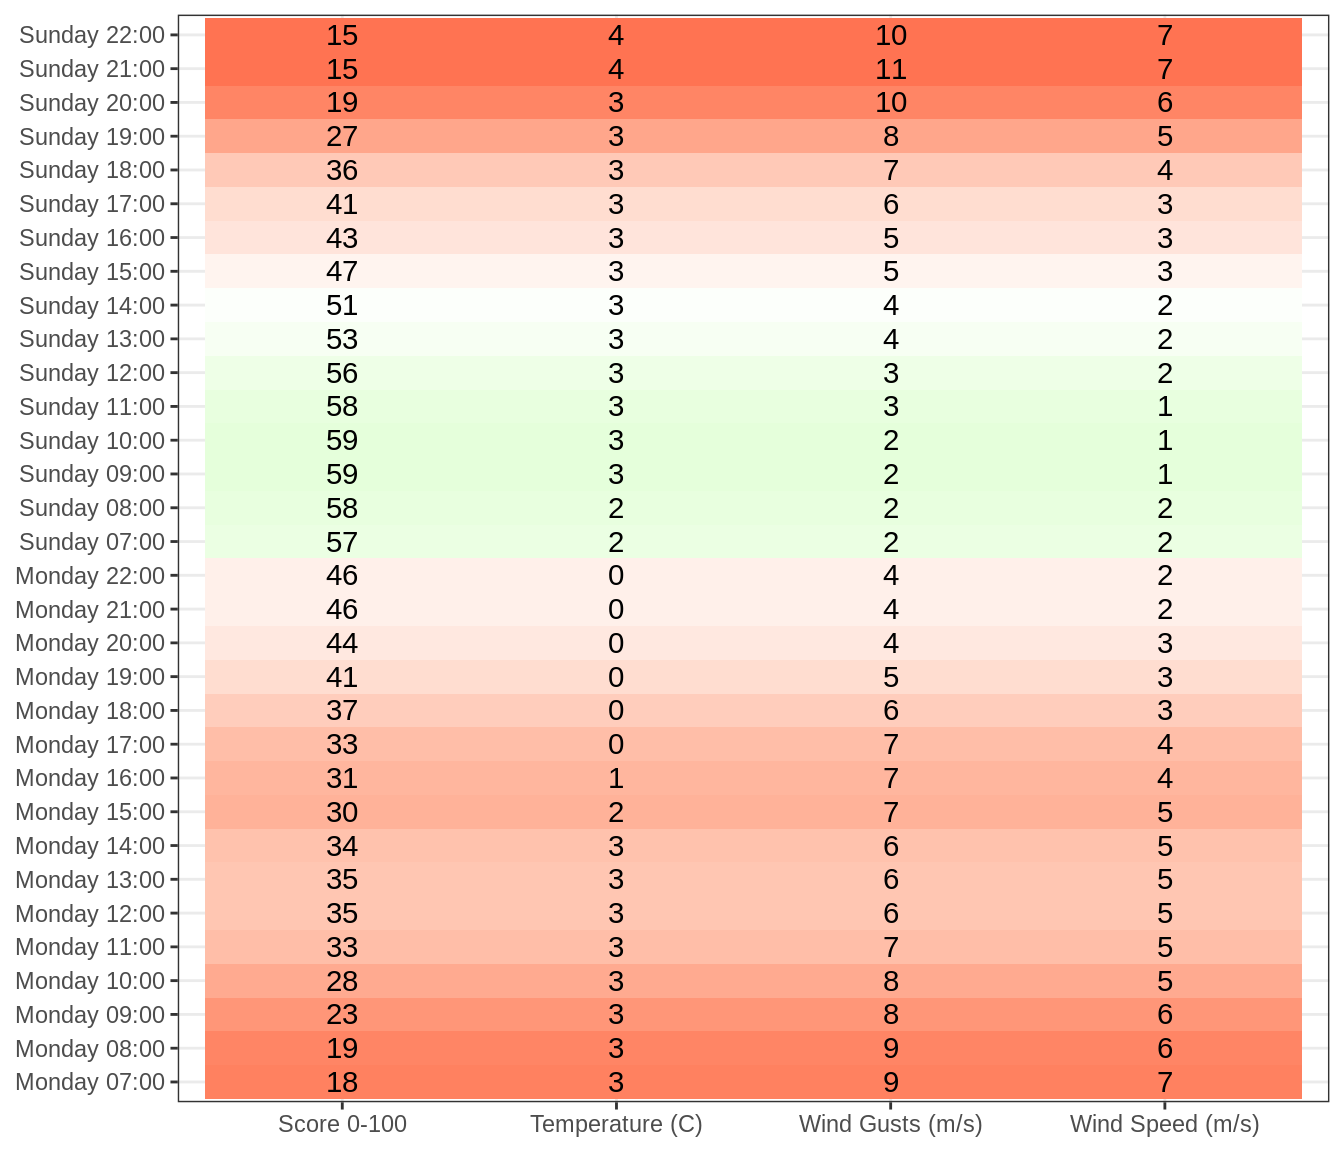 Sunday 22:00 15 4 10 7
Sunday 21:00 15 4 11 7
Sunday 20:00 19 3 10 6
Sunday 19:00 27 3 8 5
Sunday 18:00 36 3 7 4
Sunday 17:00 41 3 6 3
Sunday 16:00 43 3 5 3
Sunday 15:00 47 3 5 3
Sunday 14:00 51 3 4 2
Sunday 13:00 53 3 4 2
Sunday 12:00 56 3 3 2
Sunday 11:00 58 3 3 1
Sunday 10:00 59 3 2 1
Sunday 09:00 59 3 2 1
Sunday 08:00 58 2 2 2
Sunday 07:00 57 2 2 2
Monday 22:00 46 0 4 2
Monday 21:00 46 0 4 2
Monday 20:00 44 0 4 3
Monday 19:00 41 0 5 3
Monday 18:00 37 0 6 3
Monday 17:00 33 0 7 4
Monday 16:00 31 1 7 4
Monday 15:00 30 2 7 5
Monday 14:00 34 3 6 5
Monday 13:00 35 3 6 5
Monday 12:00 35 3 6 5
Monday 11:00 33 3 7 5
Monday 10:00 28 3 8 5
Monday 09:00 23 3 8 6
Monday 08:00 19 3 9 6
Monday 07:00 18 3 9 7
Score 0-100 Temperature (C) Wind Gusts (m/s) Wind Speed (m/s)